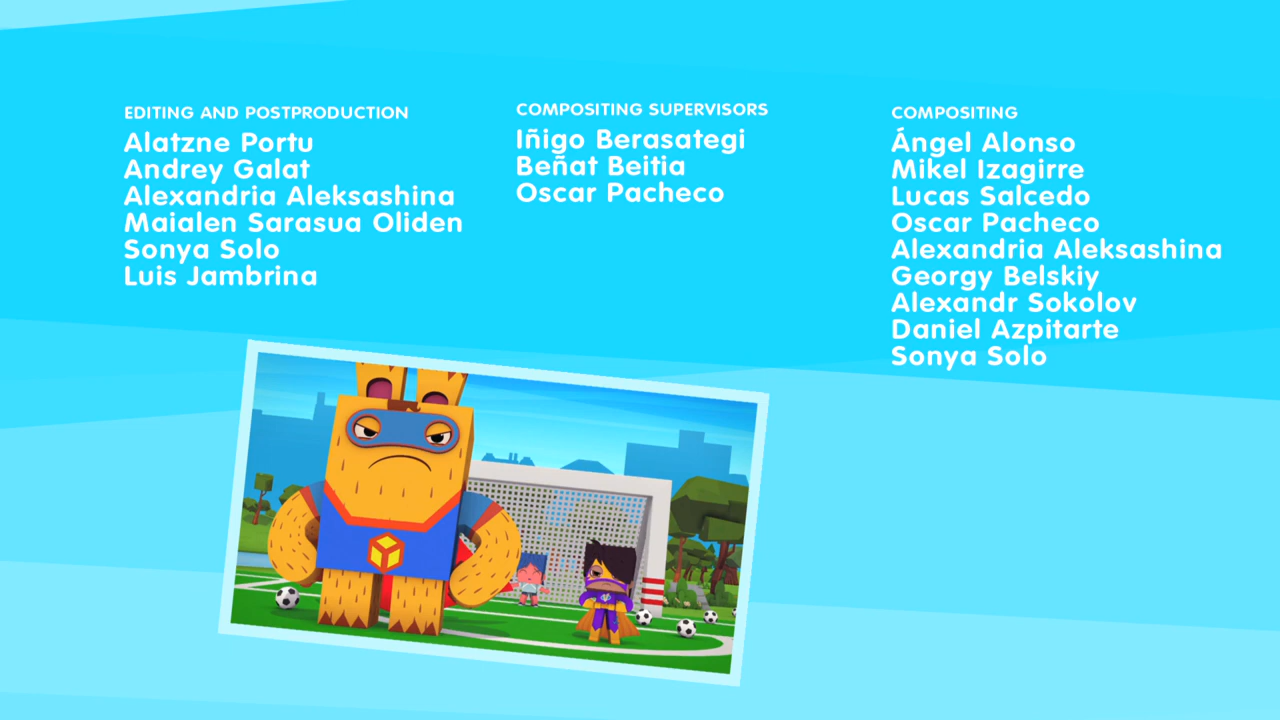 EDITING AND POSTPRODUCTION
Alatzne Portu
Andrey Galat
Alexandria Aleksashina
Maialen Sarasua Oliden
Sonya Solo
Luis Jambrina
COMPOSITING SUPERVISORS
Iñigo Berasategi
Beñat Beitia
Oscar Pacheco
COMPOSITING
Ángel Alonso
Mikel Izagirre
Lucas Salcedo
Oscar Pacheco
Alexandria Aleksashina
Georgy Belskiy
Alexandr Sokolov
Daniel Azpitarte
Sonya Solo